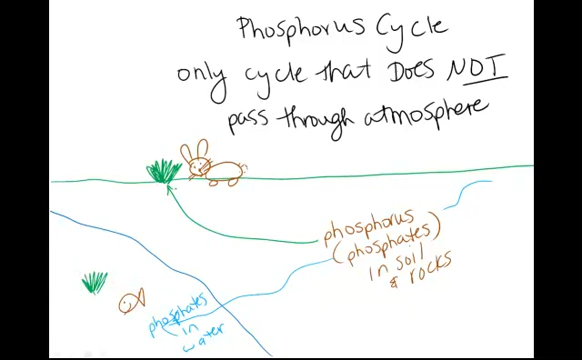 Phosphorus Cycle
only cycle that Does NOT
pass through atmosphere
phosphorus
(phosphates)
in soil
& rocks
phosphates
in
water